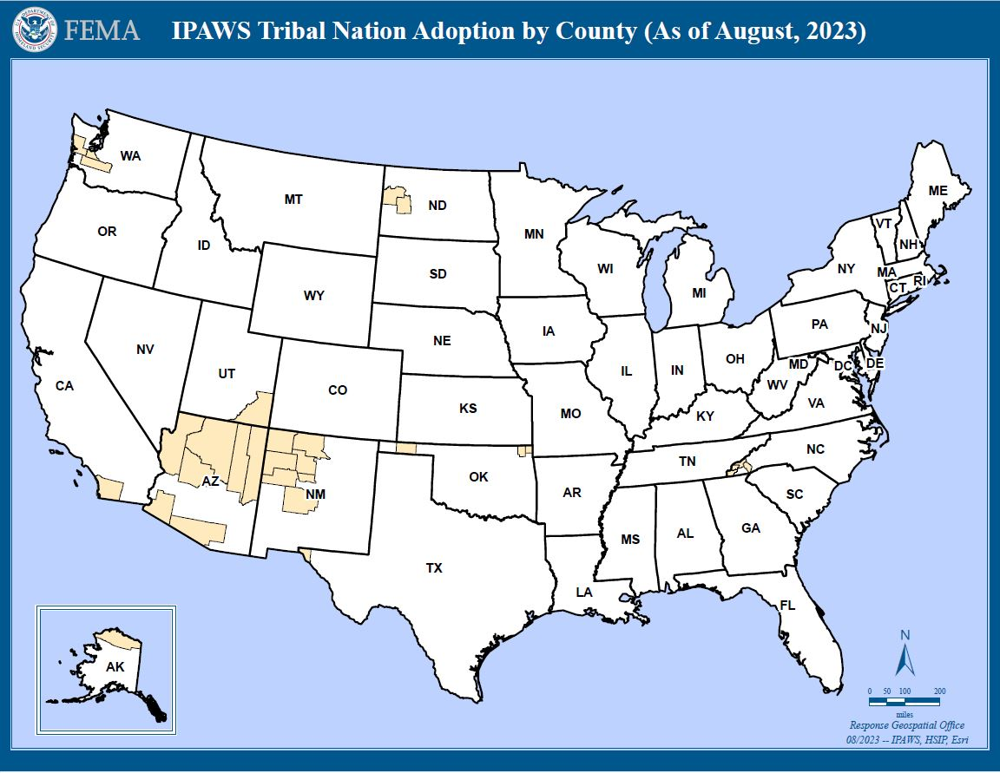 FEMA
IPAWS Tribal Nation Adoption by County (As of August, 2023)
WA
MT
ND
OR
ID
MN
SD
WI
ME
VT
NH
NY
MA
CT
RI
WY
MI
NV
NE
IA
PA
NJ
UT
CO
IL
IN
OH
MD
DC
DE
WV
CA
KS
MO
KY
VA
AZ
NM
OK
TN
NC
AR
SC
MS
AL
GA
TX
LA
FL
AK
N
0 50 100 200
miles
Response Geospatial Office
08/2023 -- IPAWS, HSIP, Esri